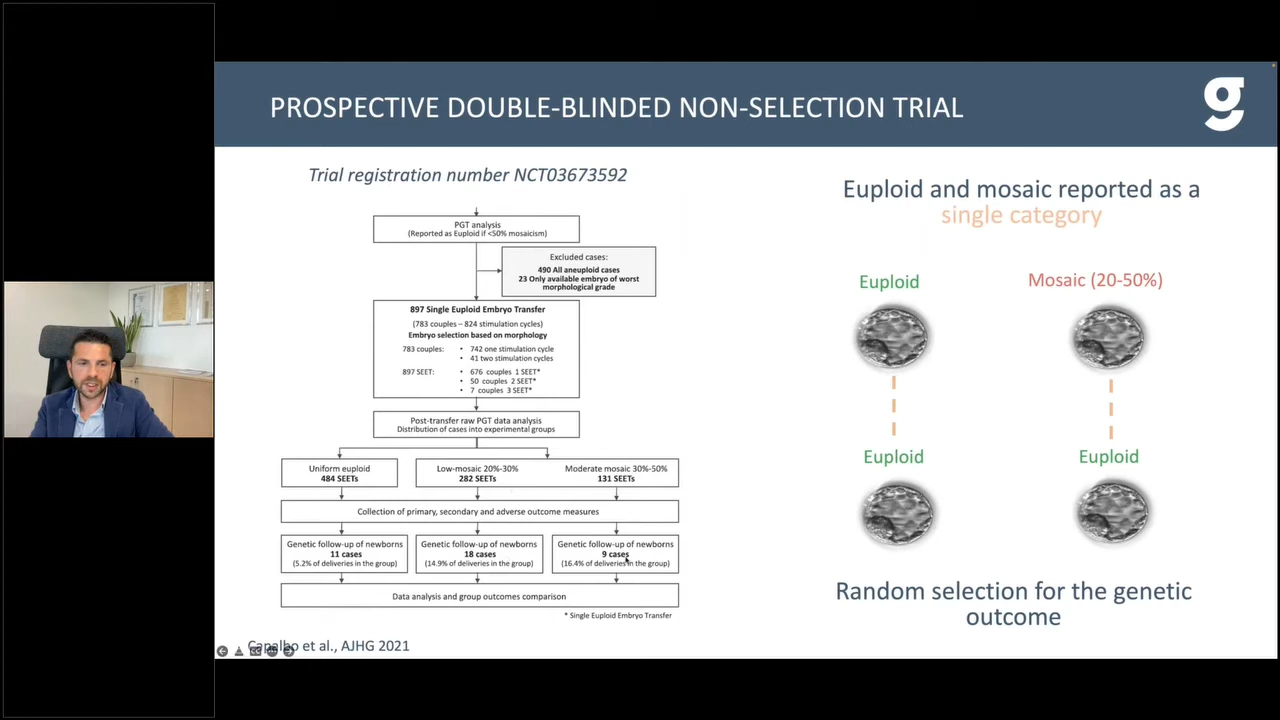 PROSPECTIVE DOUBLE-BLINDED NON-SELECTION TRIAL
g
Trial registration number NCT03673592
PGT analysis
(Reported as Euploid if <50% mosaicism)
Excluded cases:
490 All aneuploid cases
23 Only available embryo of worst
morphological grade
897 Single Euploid Embryo Transfer
(783 couples – 824 stimulation cycles)
Embryo selection based on morphology
783 couples: • 742 one stimulation cycle
• 41 two stimulation cycles
897 SEET: • 676 couples 1 SEET*
• 50 couples 2 SEET*
• 7 couples 3 SEET*
Post-transfer raw PGT data analysis
Distribution of cases into experimental groups
Uniform euploid
484 SEETs
Low-mosaic 20%-30%
282 SEETs
Moderate mosaic 30%-50%
131 SEETs
Collection of primary, secondary and adverse outcome measures
Genetic follow-up of newborns
11 cases
(5.2% of deliveries in the group)
Genetic follow-up of newborns
18 cases
(14.9% of deliveries in the group)
Genetic follow-up of newborns
9 cases
(16.4% of deliveries in the group)
Data analysis and group outcomes comparison
* Single Euploid Embryo Transfer
Capalbo et al., AJHG 2021
Euploid and mosaic reported as a
single category
Euploid
Mosaic (20-50%)
Euploid
Euploid
Random selection for the genetic
outcome